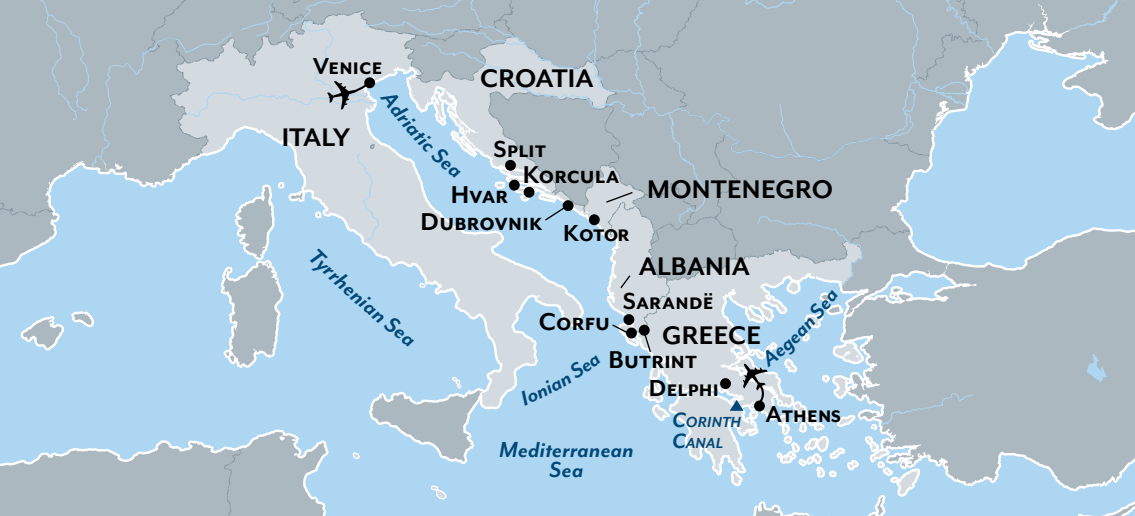 Venice
Croatia
Adriatic Sea
Italy
Split
Korcula
Hvar
Montenegro
Dubrovnik
Kotor
Albania
Tyrrhenian Sea
Sarandë
Corfu
Greece
Aegean Sea
Butrint
Ionian Sea
Delphi
Athens
Corinth
Canal
Mediterranean
Sea